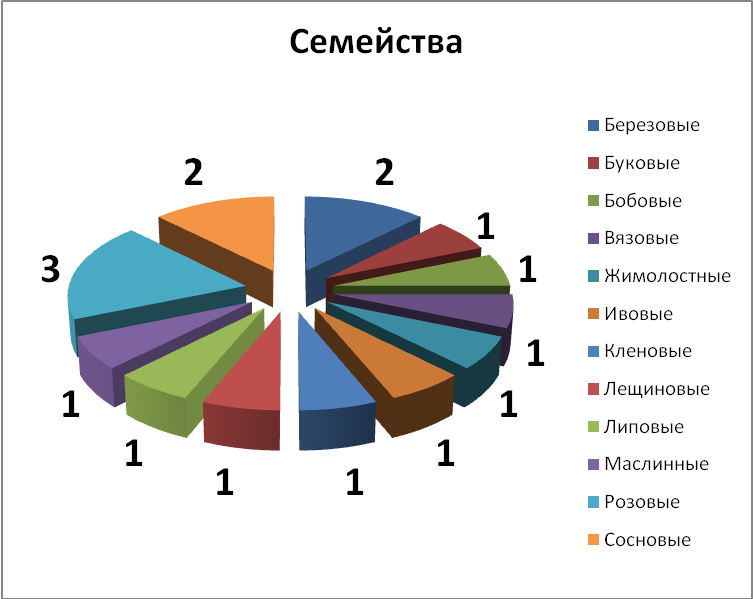 Семейства
2
2
1
1
1
1
1
1
1
1
1
3
Березовые
Буковые
Бобовые
Вязовые
Жимолостные
Ивовые
Кленовые
Лещиновые
Липовые
Маслинные
Розовые
Сосновые